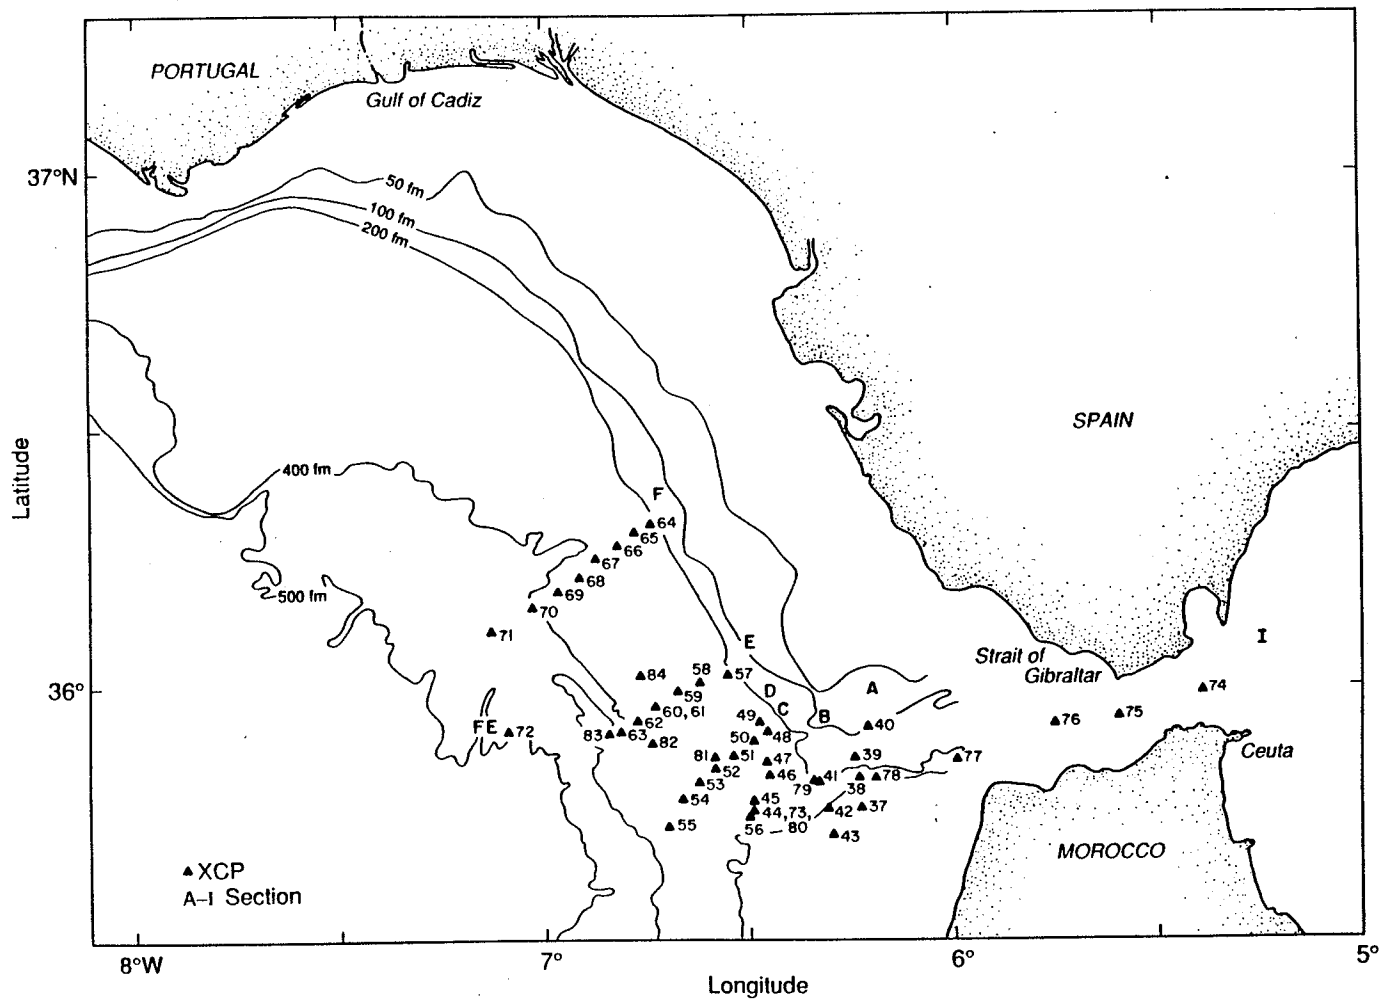 PORTUGAL
Gulf of Cadiz
37°N
50 fm
100 fm
200 fm
SPAIN
Latitude
400 fm
F
64
65
66
67
68
69
70
71
500 fm
E
I
Strait of
Gibraltar
58
57
84
59
D
A
74
36°
60,61
C
B
75
76
62
49
40
F E
72
83
63
82
50
48
Ceuta
81
51
47
39
77
52
46
79
41
78
53
38
54
45
44,73,
42
37
55
56
80
43
MOROCCO
XCP
A–I Section
8°W
7°
6°
5°
Longitude